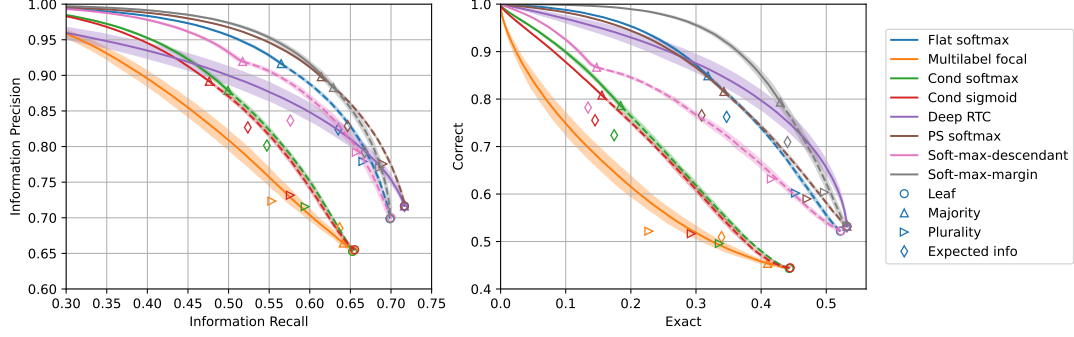 1.00
0.95
0.90
0.85
0.80
0.75
0.70
0.65
0.60
Information Precision
0.30 0.35 0.40 0.45 0.50 0.55 0.60 0.65 0.70 0.75
Information Recall
1.0
0.9
0.8
0.7
0.6
0.5
0.4
Correct
0.0 0.1 0.2 0.3 0.4 0.5
Exact
Flat softmax
Multilabel focal
Cond softmax
Cond sigmoid
Deep RTC
PS softmax
Soft-max-descendant
Soft-max-margin
Leaf
Majority
Plurality
Expected info